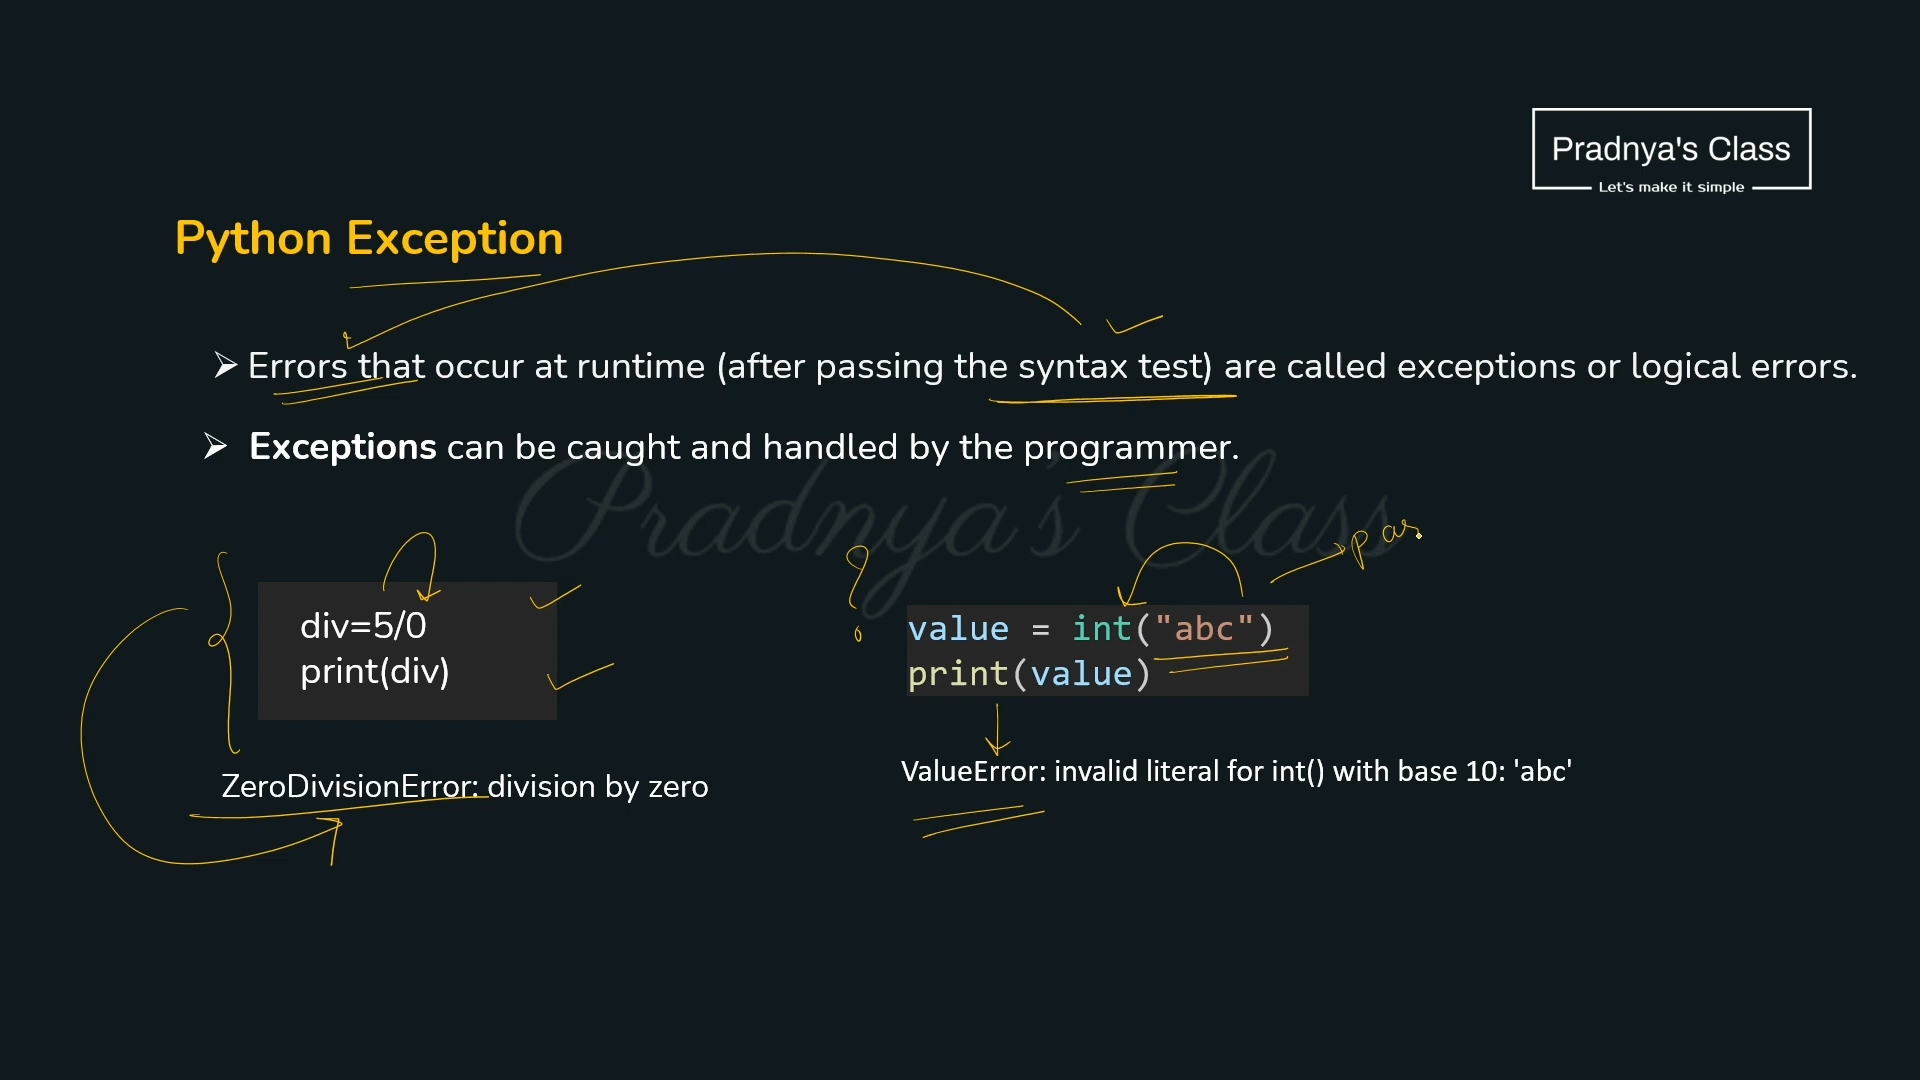 Pradnya's Class
Let's make it simple
Python Exception
Errors that occur at runtime (after passing the syntax test) are called exceptions or logical errors.
Exceptions can be caught and handled by the programmer.
Pradnya's Class
par
div=5/0
print(div)
value = int("abc")
print(value)
ZeroDivisionError: division by zero
ValueError: invalid literal for int() with base 10: 'abc'